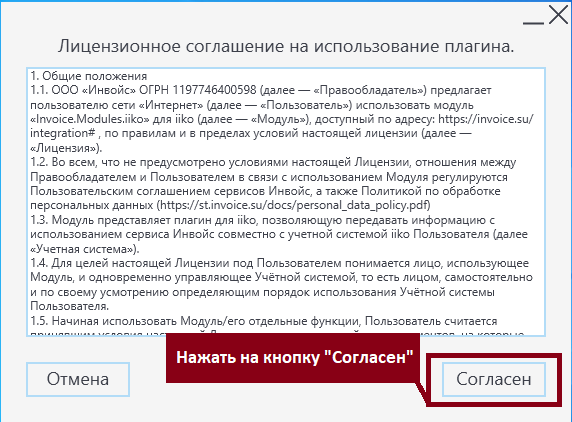 Лицензионное соглашение на использование плагина.
1. Общие положения
1.1. ООО «Инвойс» ОГРН 1197746400598 (далее — «Правообладатель») предлагает
пользователю сети «Интернет» (далее — «Пользователь») использовать модуль
«Invoice.Modules.iiko» для iiko (далее — «Модуль»), доступный по адресу: https://invoice.su/
integration# , по правилам и в пределах условий настоящей лицензии (далее —
«Лицензия»).
1.2. Во всем, что не предусмотрено условиями настоящей Лицензии, отношения между
Правообладателем и Пользователем в связи с использованием Модуля регулируются
Пользовательским соглашением сервисов Инвойс, а также Политикой по обработке
персональных данных (https://st.invoice.su/docs/personal_data_policy.pdf)
1.3. Модуль представляет плагин для iiko, позволяющую передавать информацию с
использованием сервиса Инвойс совместно с учетной системой iiko Пользователя (далее
«Учетная система»).
1.4. Для целей настоящей Лицензии под Пользователем понимается лицо, использующее
Модуль, и одновременно управляющее Учётной системой, то есть лицом, самостоятельно
и по своему усмотрению определяющим порядок использования Учётной системы
Пользователя.
1.5. Начиная использовать Модуль/его отдельные функции, Пользователь считается
Нажать на кнопку "Согласен"
Отмена
Согласен